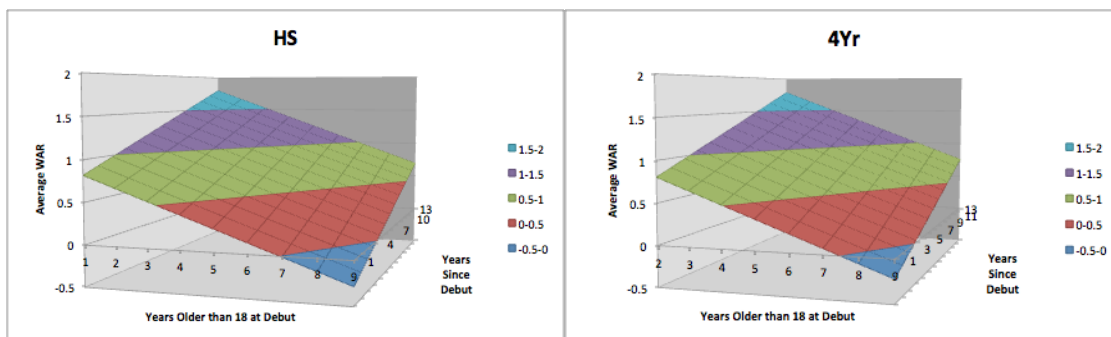 HS
2
1.5
1
0.5
0
-0.5
Average WAR
1 2 3 4 5 6 7 8 9
Years Older than 18 at Debut
1 4 7 10 13
Years
Since
Debut
1.5-2
1-1.5
0.5-1
0-0.5
-0.5-0
4Yr
2
1.5
1
0.5
0
-0.5
Average WAR
2 3 4 5 6 7 8 9
Years Older than 18 at Debut
1 3 5 7 9 11 13
Years
Since
Debut
1.5-2
1-1.5
0.5-1
0-0.5
-0.5-0